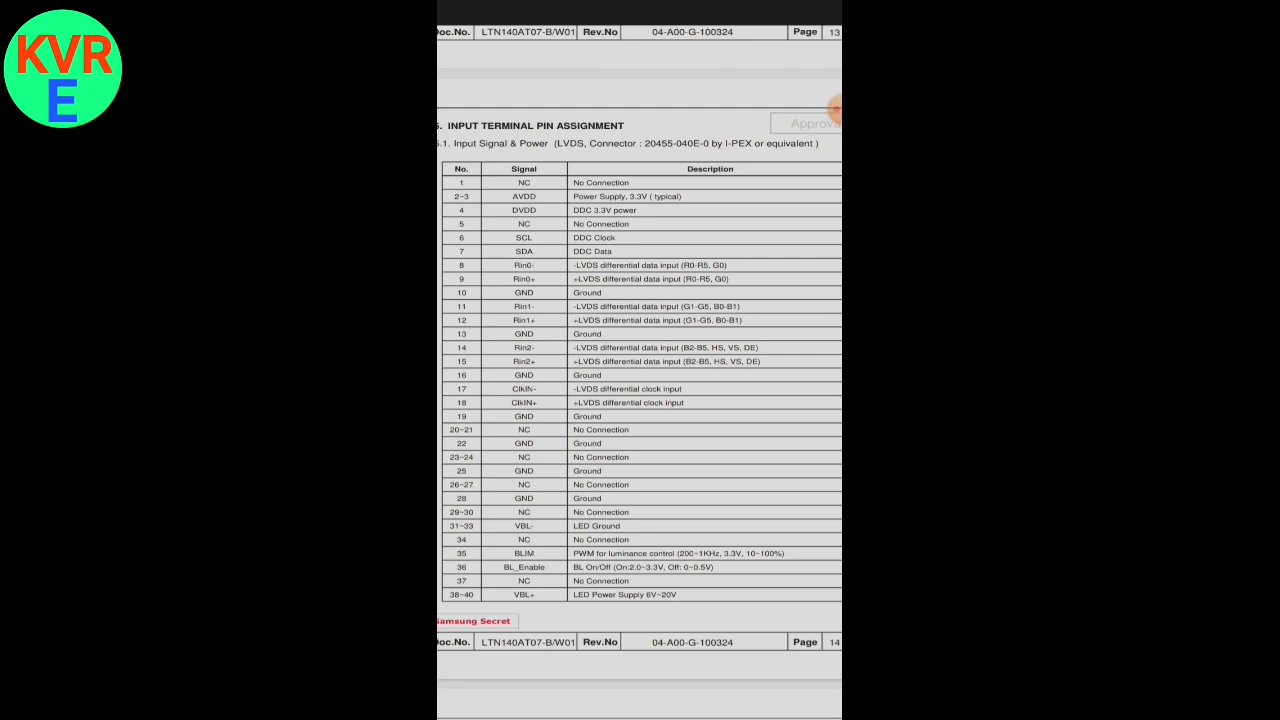 KVR
E
Doc.No. LTN140AT07-B/W01 Rev.No 04-A00-G-100324 Page 13
INPUT TERMINAL PIN ASSIGNMENT
Approva
5.1. Input Signal & Power (LVDS, Connector : 20455-040E-0 by I-PEX or equivalent )
No. Signal Description
1 NC No Connection
2~3 AVDD Power Supply, 3.3V ( typical)
4 DVDD DDC 3.3V power
5 NC No Connection
6 SCL DDC Clock
7 SDA DDC Data
8 Rin0- -LVDS differential data input (R0-R5, G0)
9 Rin0+ +LVDS differential data input (R0-R5, G0)
10 GND Ground
11 Rin1- -LVDS differential data input (G1-G5, B0-B1)
12 Rin1+ +LVDS differential data input (G1-G5, B0-B1)
13 GND Ground
14 Rin2- -LVDS differential data input (B2-B5, HS, VS, DE)
15 Rin2+ +LVDS differential data input (B2-B5, HS, VS, DE)
16 GND Ground
17 ClkIN- -LVDS differential clock input
18 ClkIN+ +LVDS differential clock input
19 GND Ground
20~21 NC No Connection
22 GND Ground
23~24 NC No Connection
25 GND Ground
26~27 NC No Connection
28 GND Ground
29~30 NC No Connection
31~33 VBL- LED Ground
34 NC No Connection
35 BLIM PWM for luminance control (200~1KHz, 3.3V, 10~100%)
36 BL_Enable BL On/Off (On:2.0~3.3V, Off: 0~0.5V)
37 NC No Connection
38~40 VBL+ LED Power Supply 6V~20V
Samsung Secret
Doc.No. LTN140AT07-B/W01 Rev.No 04-A00-G-100324 Page 14